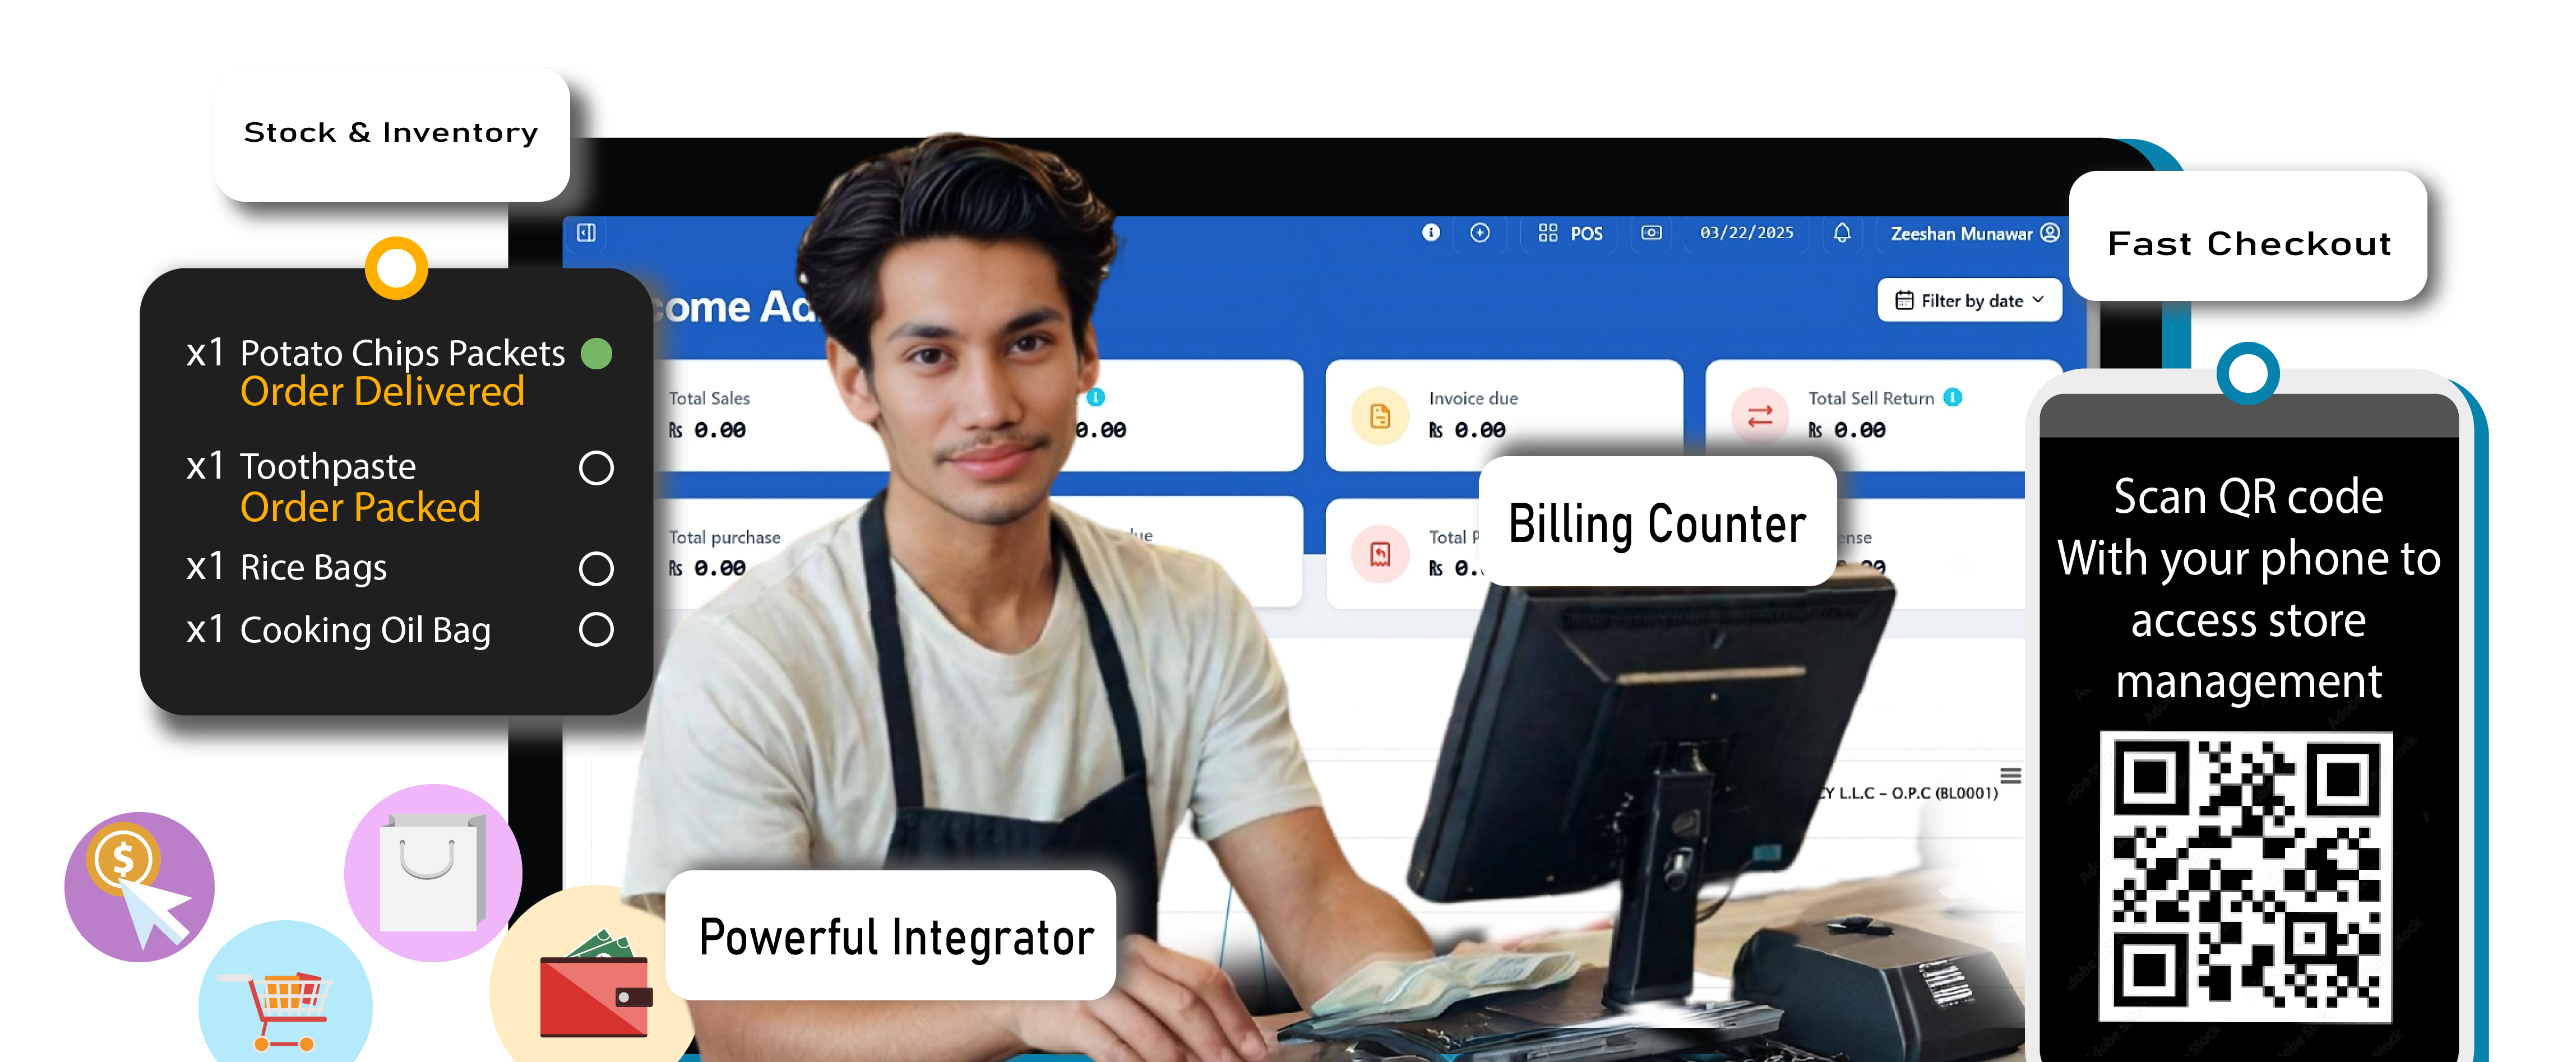 Stock & Inventory
x1 Potato Chips Packets
Order Delivered
x1 Toothpaste
Order Packed
x1 Rice Bags
x1 Cooking Oil Bag
POS
03/22/2025
Zeeshan Munawar
Filter by date
Total Sales
Rs 0.00
0.00
Invoice due
Rs 0.00
Total Sell Return
Rs 0.00
Total purchase
Rs 0.00
Total
Rs
Billing Counter
L.L.C – O.P.C (BL0001)
Powerful Integrator
Fast Checkout
Scan QR code
With your phone to
access store
management